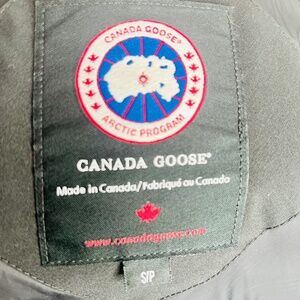 CANADA GOOSE®
ARCTIC PROGRAM
CANADA GOOSE®
Made in Canada/Fabriqué au Canada
www.canadagoose.com
S/P